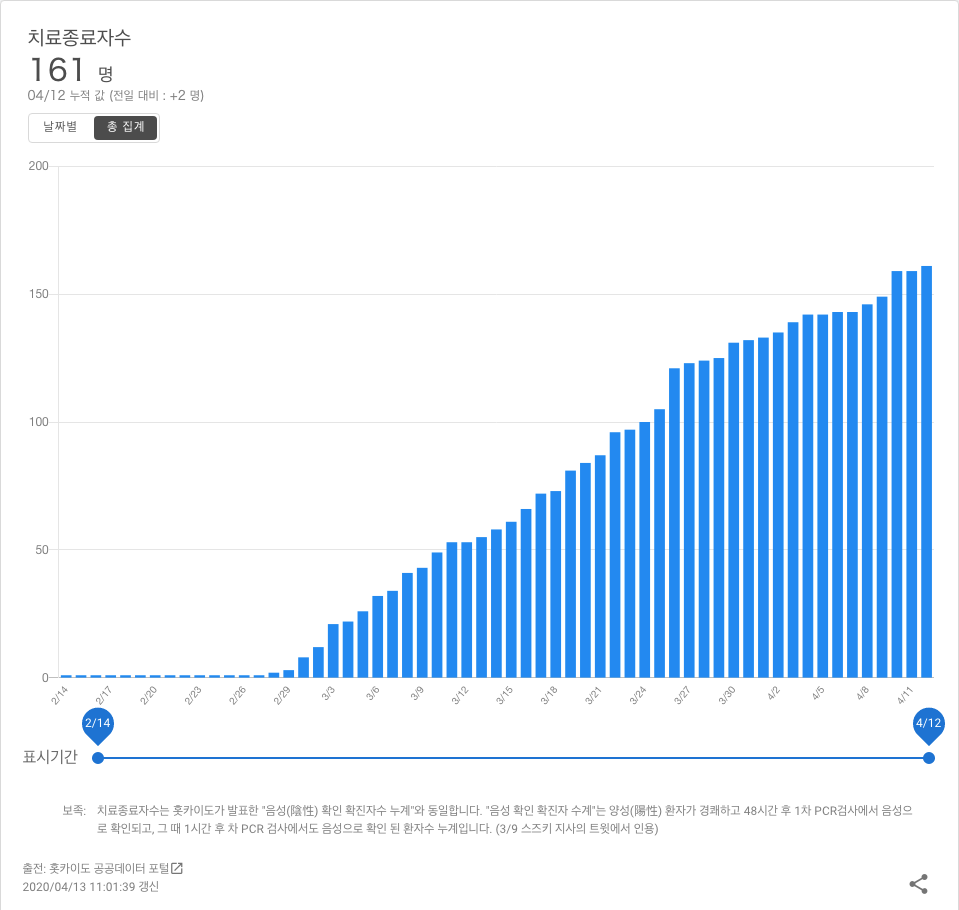 치료종료자수
161 명
04/12 누적 값 (전일 대비 : +2 명)
날짜별 총 집계
200
150
100
50
0
2/14 2/17 2/20 2/23 2/26 2/29 3/3 3/6 3/9 3/12 3/15 3/18 3/21 3/24 3/27 3/30 4/2 4/5 4/8 4/11
2/14 4/12
표시기간
보족: 치료종료자수는 홋카이도가 발표한 "음성(陰性) 확인 확진자수 누계"와 동일합니다. "음성 확인 확진자 수계"는 양성(陽性) 환자가 경쾌하고 48시간 후 1차 PCR검사에서 음성으
로 확인되고, 그 때 1시간 후 차 PCR 검사에서도 음성으로 확인 된 환자수 누계입니다. (3/9 스즈키 지사의 트윗에서 인용)
출전: 홋카이도 공공데이터 포털
2020/04/13 11:01:39 갱신